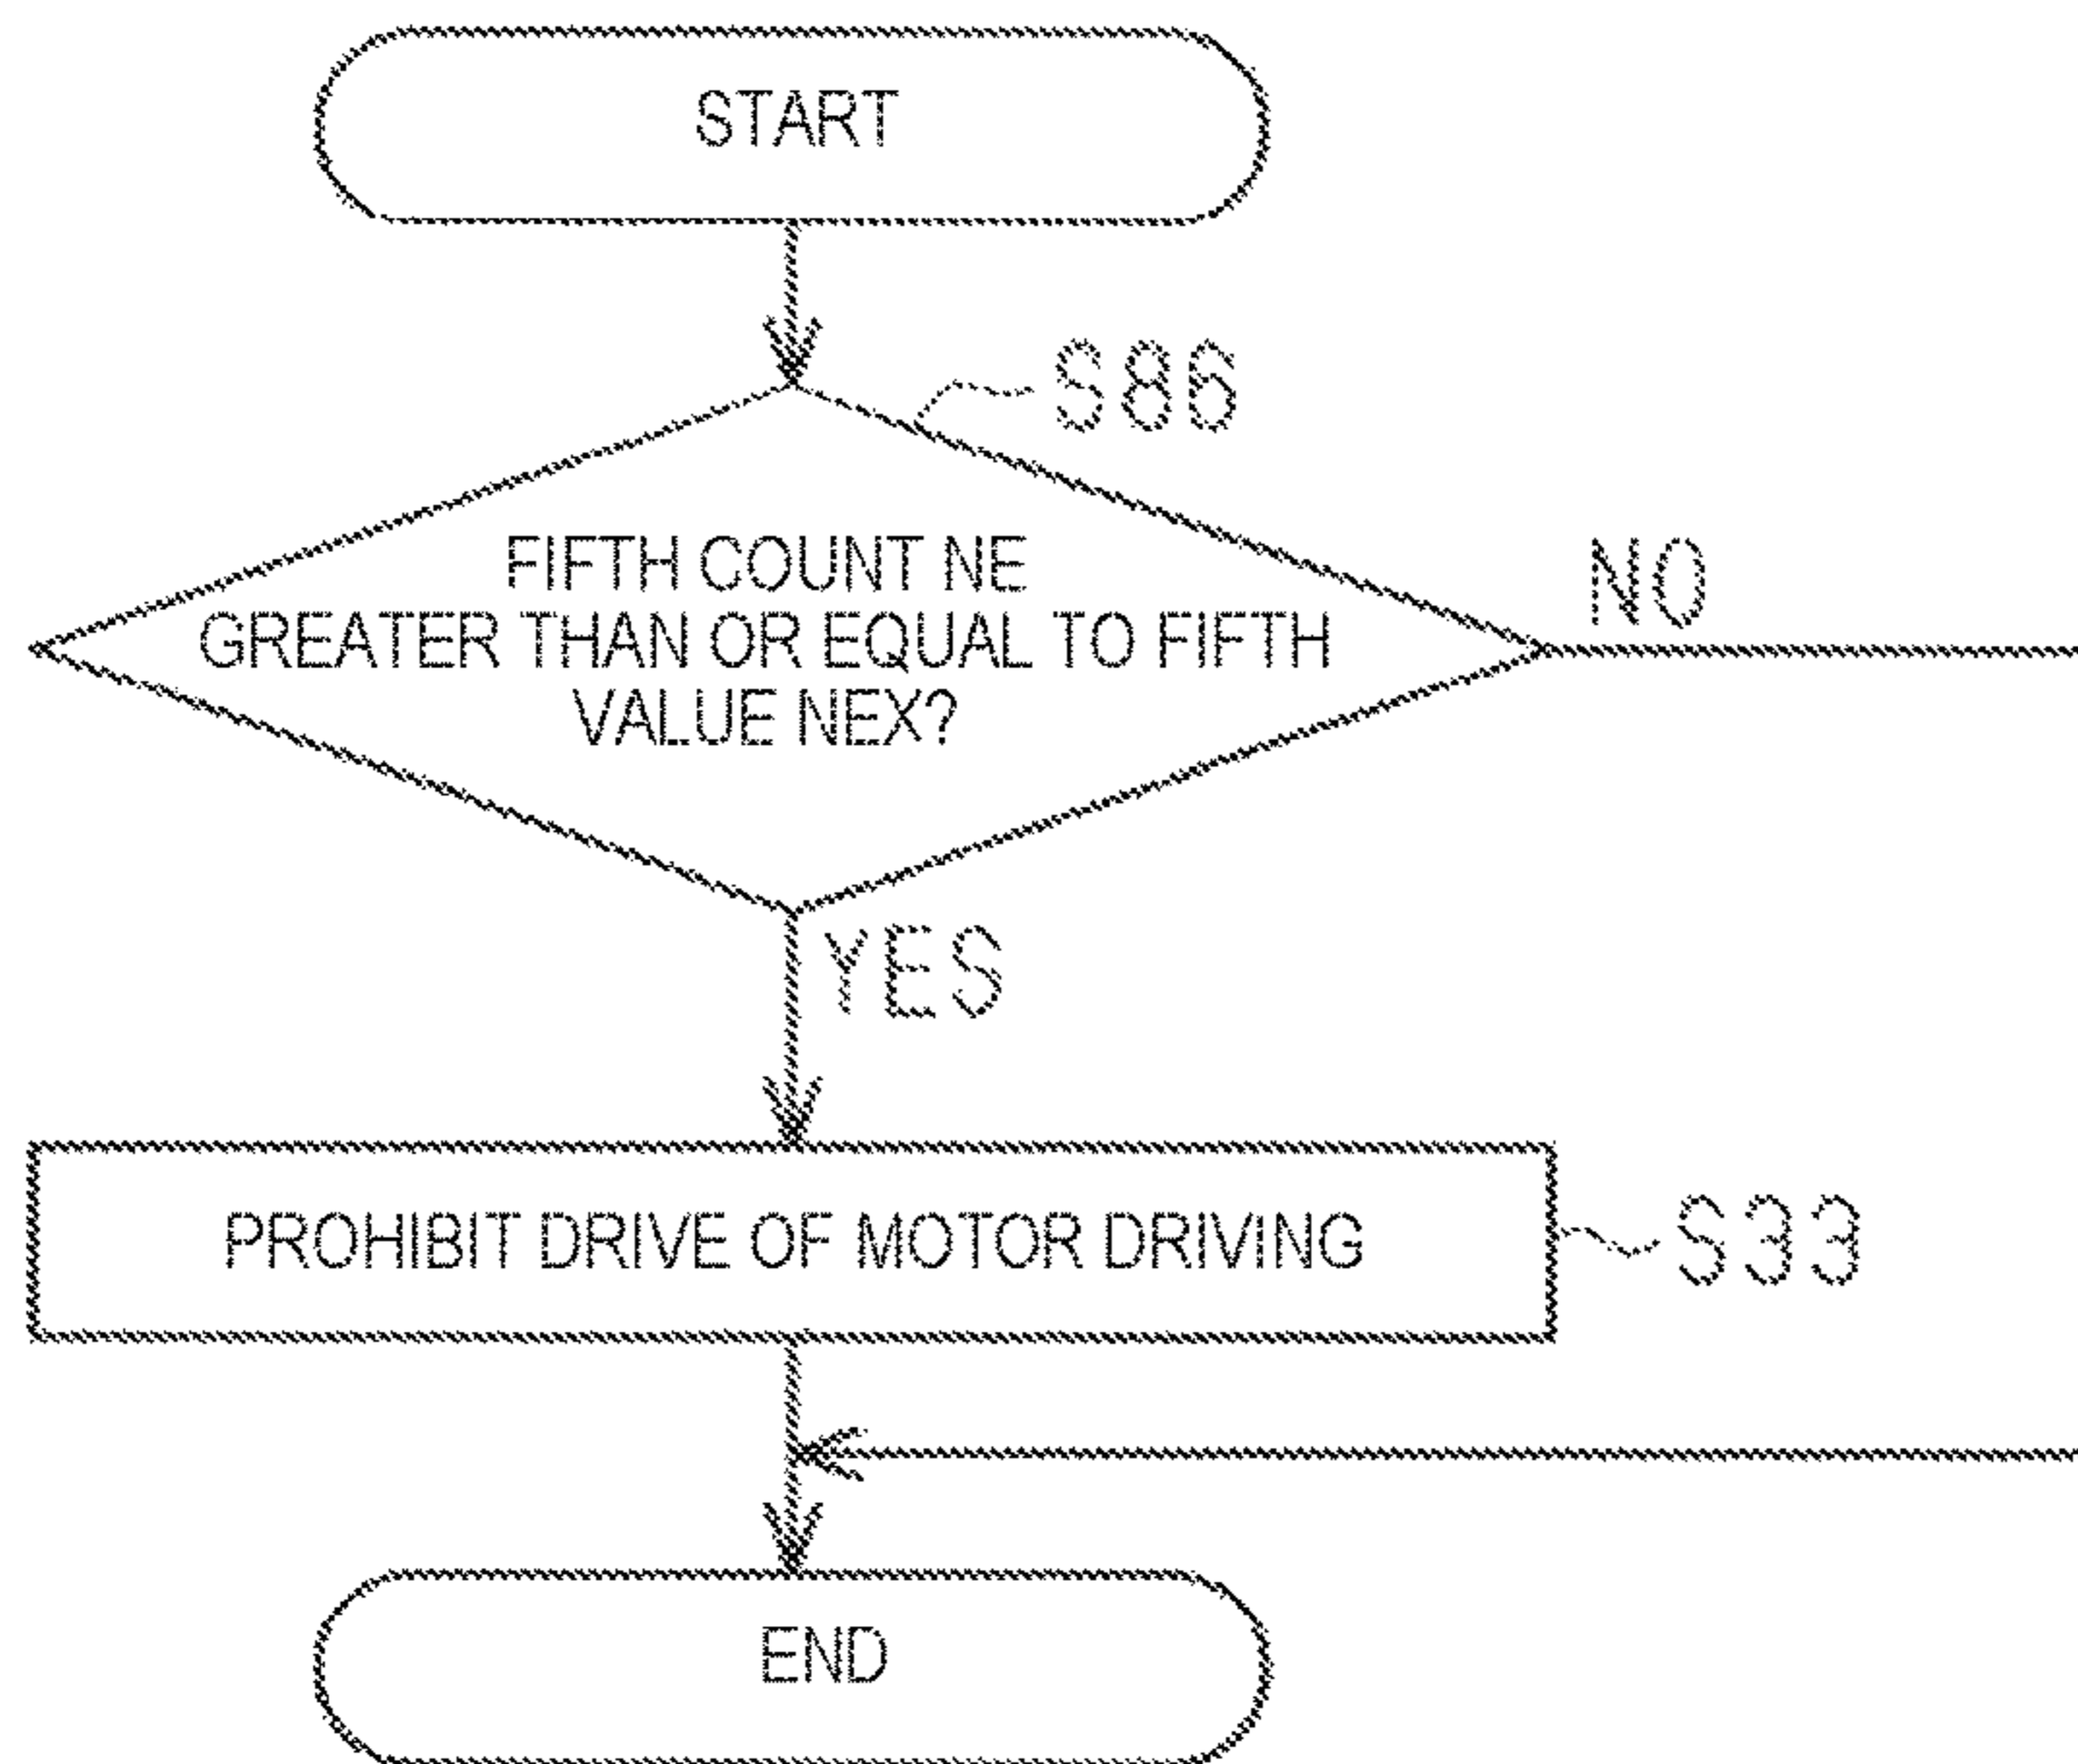 START
S86
FIFTH COUNT NE
GREATER THAN OR EQUAL TO FIFTH
VALUE NEX?
NO
YES
PROHIBIT DRIVE OF MOTOR DRIVING
S33
END